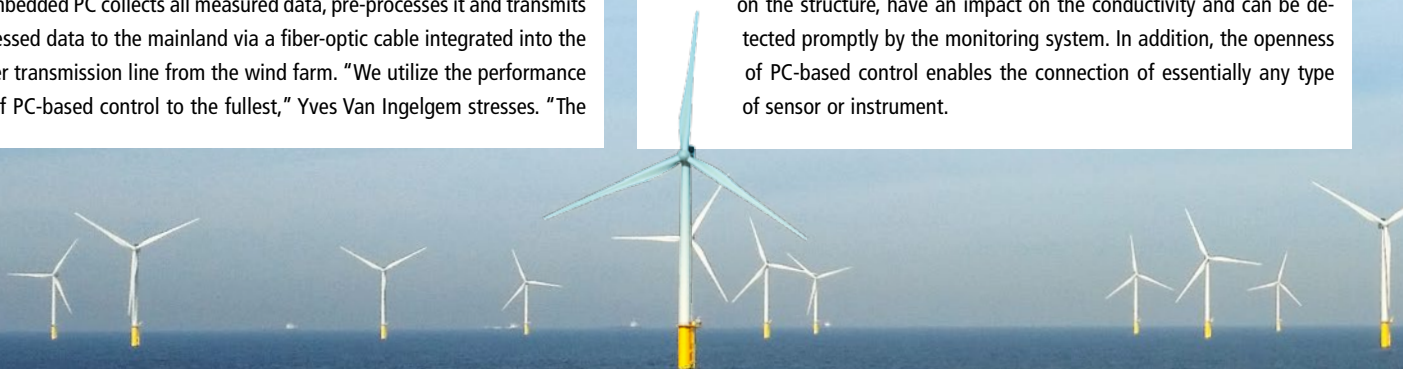 nbedded PC collects all measured data, pre-processes it and transmits
essed data to the mainland via a fiber-optic cable integrated into the
er transmission line from the wind farm. “We utilize the performance
f PC-based control to the fullest,” Yves Van Ingelgem stresses. “The
on the structure, have an impact on the conductivity and can be de-
tected promptly by the monitoring system. In addition, the openness
of PC-based control enables the connection of essentially any type
of sensor or instrument.